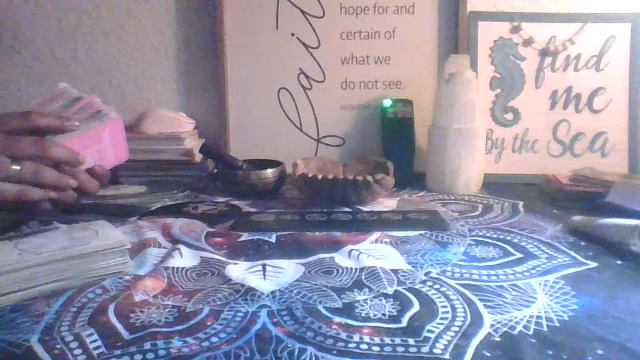 faith
hope for and
certain of
what we
do not see.
find
me
By the Sea